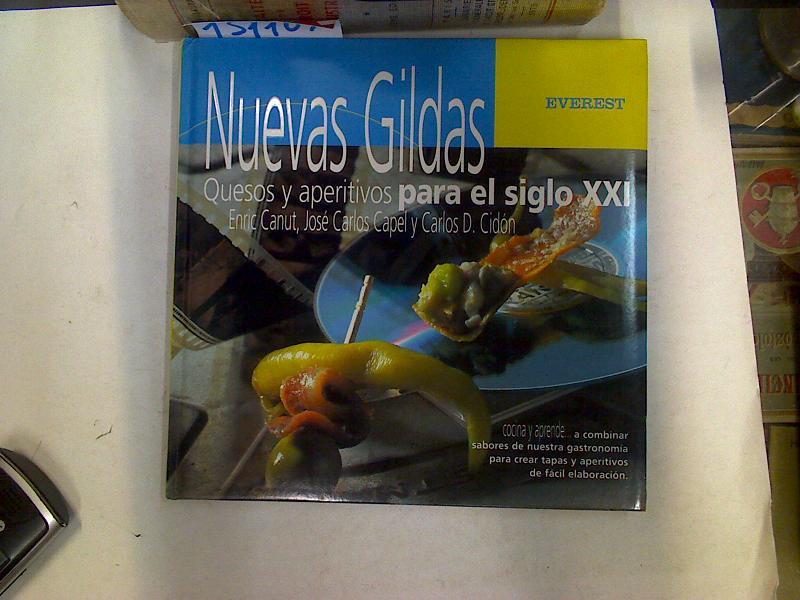 Nuevas Gildas
EVEREST
Quesos y aperitivos para el siglo XXI
Enric Canut, José Carlos Capel y Carlos D. Cidón
cocina y aprende... a combinar
sabores de nuestra gastronomía
para crear tapas y aperitivos
de fácil elaboración.